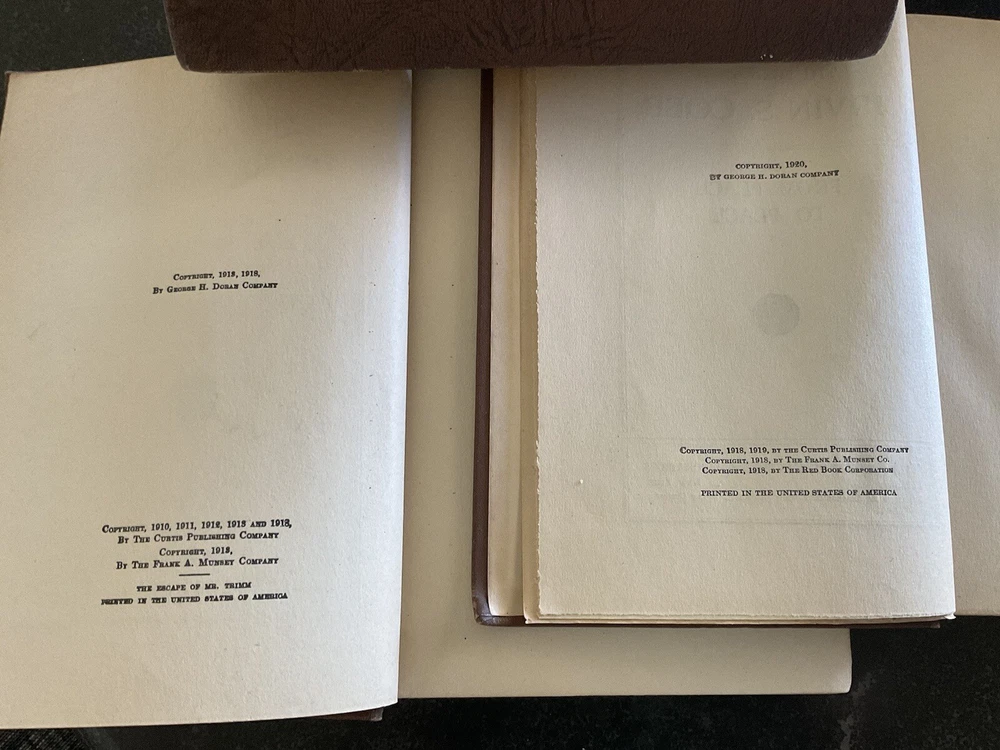 COPYRIGHT, 1913, 1918,
BY GEORGE H. DORAN COMPANY
COPYRIGHT, 1910, 1911, 1912, 1913 AND 1918,
BY THE CURTIS PUBLISHING COMPANY
COPYRIGHT, 1913,
BY THE FRANK A. MUNSEY COMPANY
THE ESCAPE OF MR. TRIMM
PRINTED IN THE UNITED STATES OF AMERICA
COPYRIGHT, 1920,
BY GEORGE H. DORAN COMPANY
COPYRIGHT, 1918, 1919, BY THE CURTIS PUBLISHING COMPANY
COPYRIGHT, 1918, BY THE FRANK A. MUNSEY CO.
COPYRIGHT, 1918, BY THE RED BOOK CORPORATION
PRINTED IN THE UNITED STATES OF AMERICA